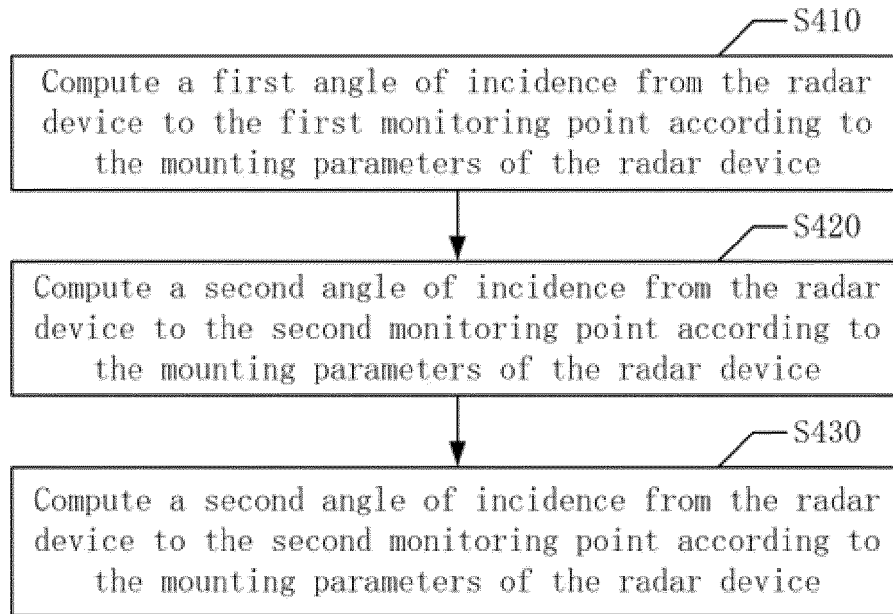 S410
Compute a first angle of incidence from the radar
device to the first monitoring point according to
the mounting parameters of the radar device
S420
Compute a second angle of incidence from the radar
device to the second monitoring point according to
the mounting parameters of the radar device
S430
Compute a second angle of incidence from the radar
device to the second monitoring point according to
the mounting parameters of the radar device